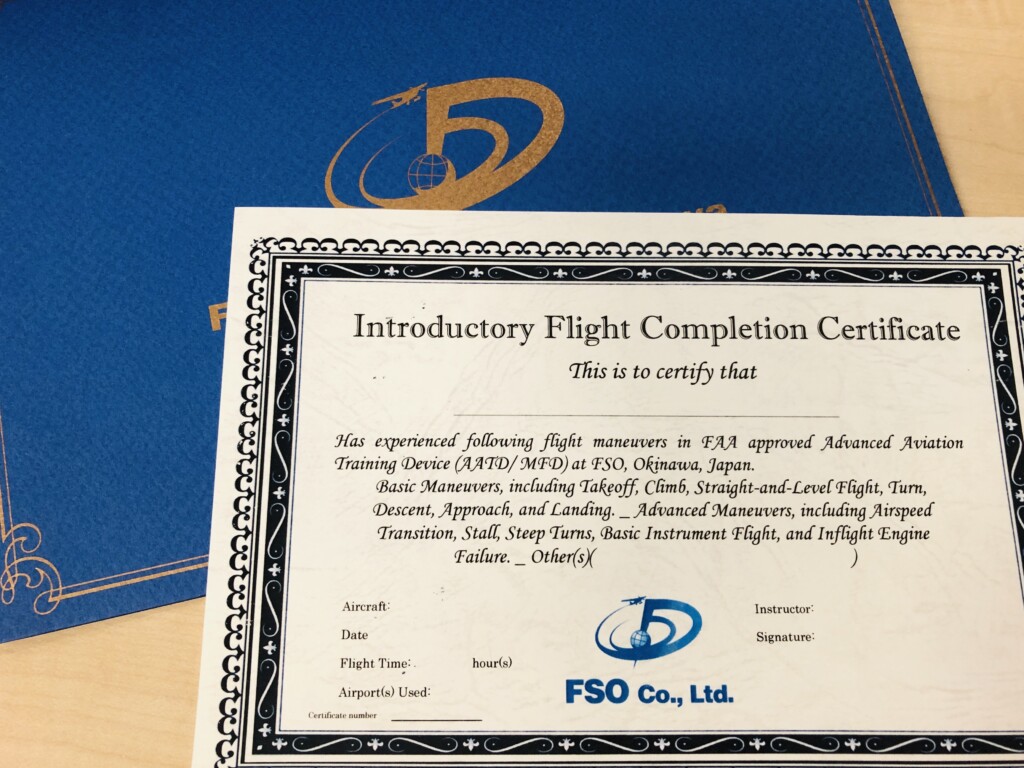 Introductory Flight Completion Certificate
This is to certify that
Has experienced following flight maneuvers in FAA approved Advanced Aviation
Training Device (AATD/ MFD) at FSO, Okinawa, Japan.
Basic Maneuvers, including Takeoff, Climb, Straight-and-Level Flight, Turn,
Descent, Approach, and Landing. _ Advanced Maneuvers, including Airspeed
Transition, Stall, Steep Turns, Basic Instrument Flight, and Inflight Engine
Failure. _ Other(s)( )
Aircraft:
Date
Flight Time: hour(s)
Airport(s) Used:
Certificate number
Instructor:
Signature:
FSO Co., Ltd.